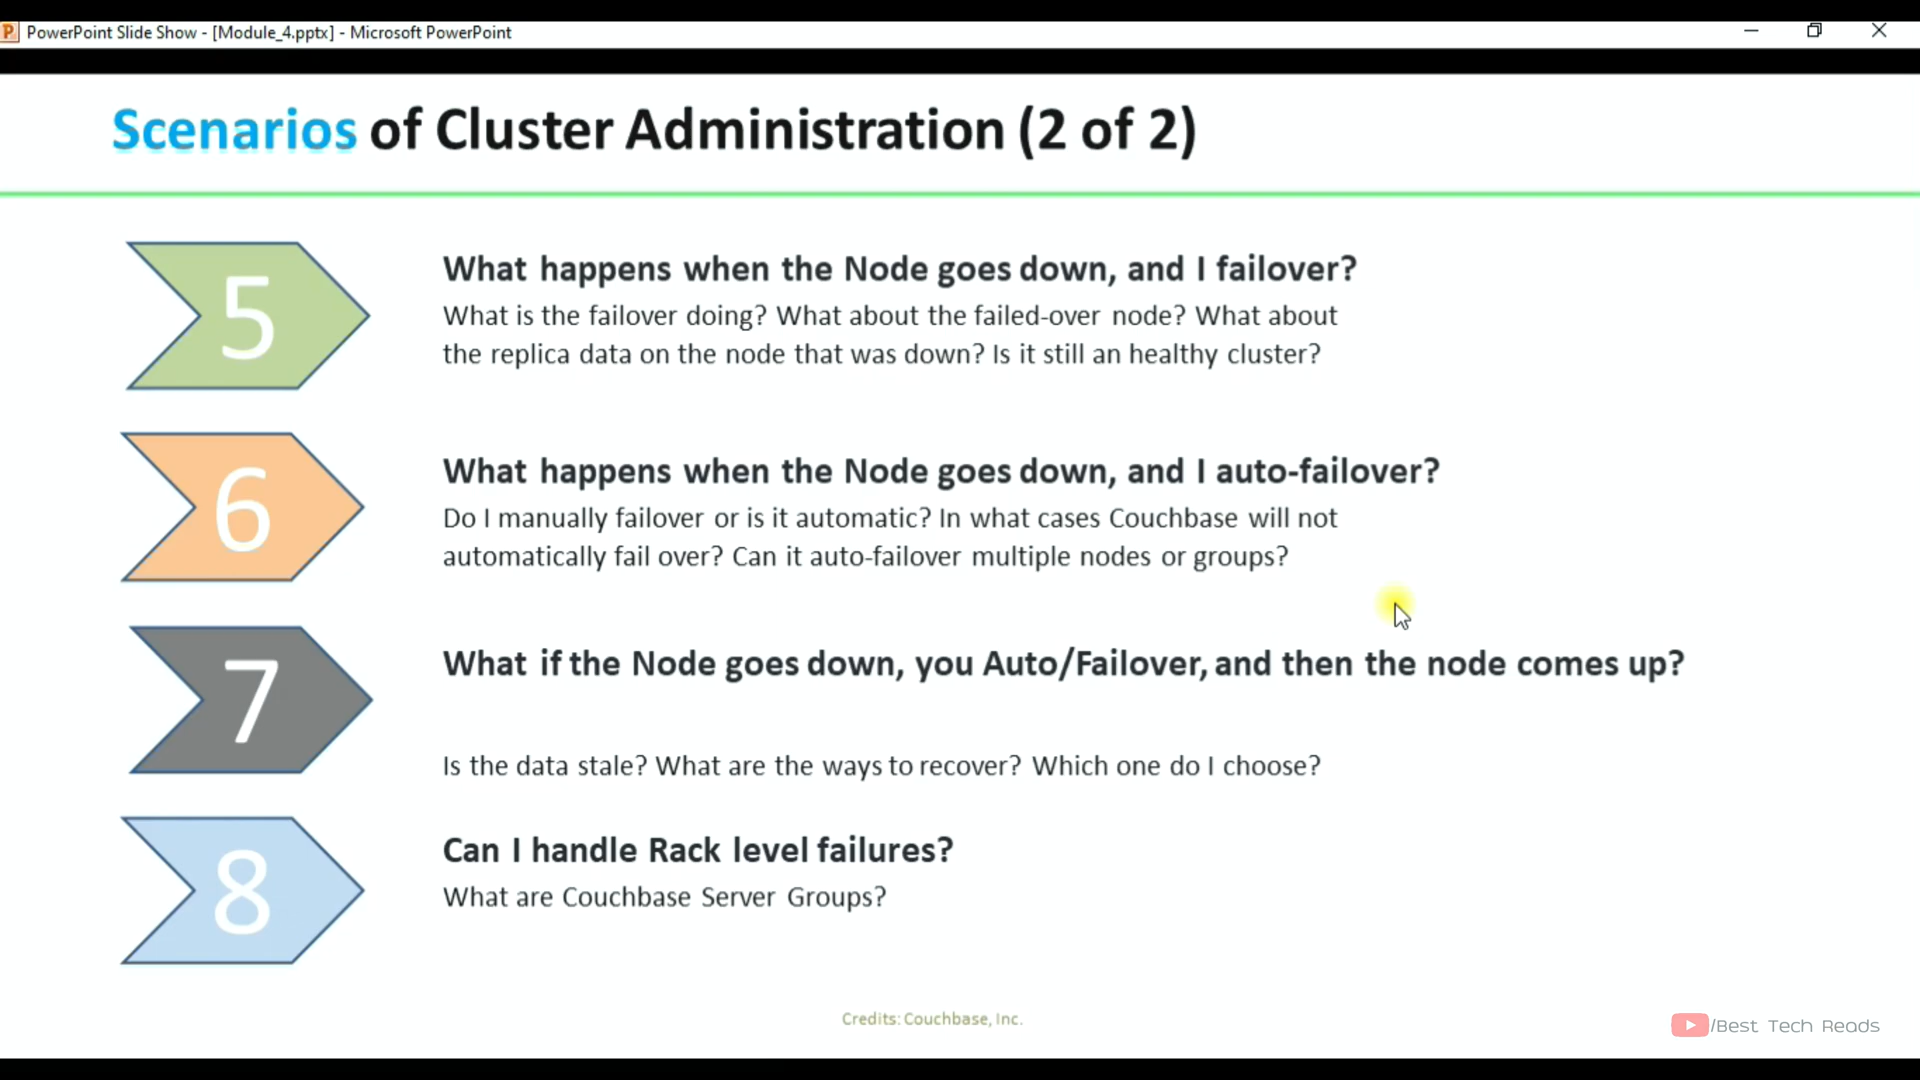 PowerPoint Slide Show - [Module_4.pptx] - Microsoft PowerPoint
Scenarios of Cluster Administration (2 of 2)
5
What happens when the Node goes down, and I failover?
What is the failover doing? What about the failed-over node? What about
the replica data on the node that was down? Is it still an healthy cluster?
6
What happens when the Node goes down, and I auto-failover?
Do I manually failover or is it automatic? In what cases Couchbase will not
automatically fail over? Can it auto-failover multiple nodes or groups?
7
What if the Node goes down, you Auto/Failover, and then the node comes up?
Is the data stale? What are the ways to recover? Which one do I choose?
8
Can I handle Rack level failures?
What are Couchbase Server Groups?
Credits: Couchbase, Inc.
/Best Tech Reads